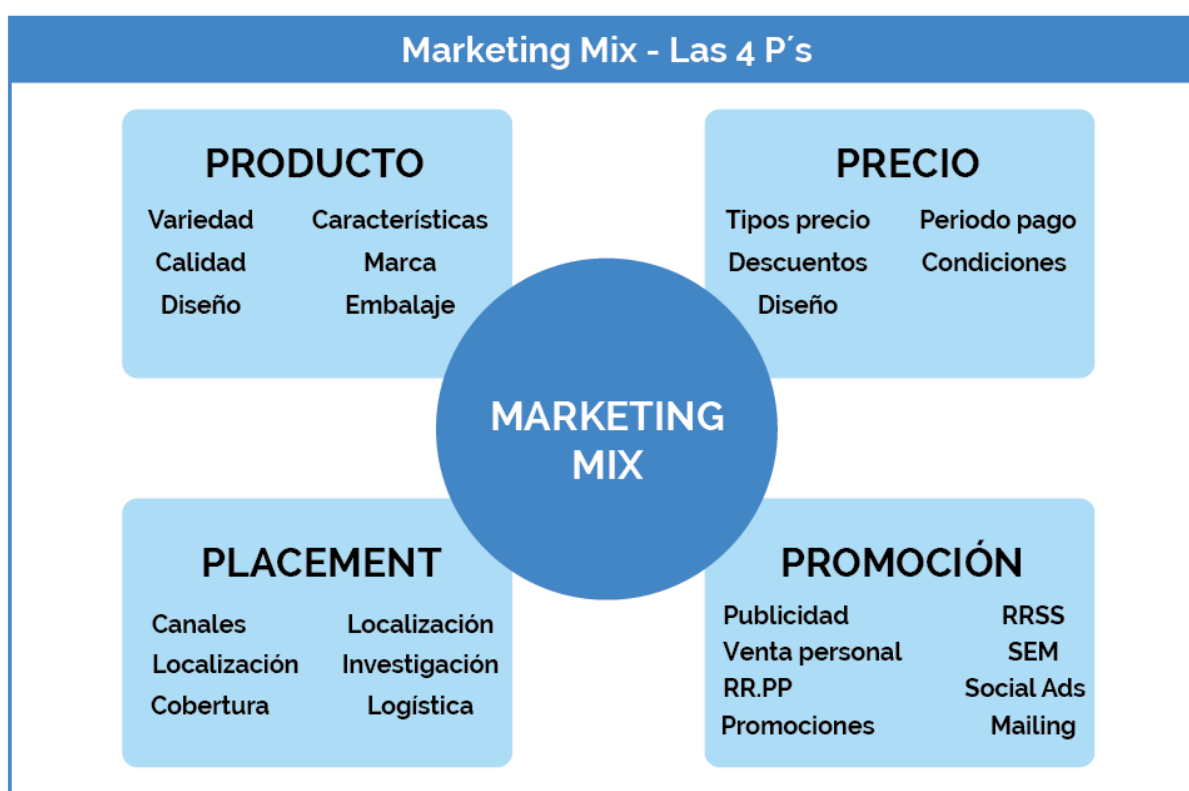 Marketing Mix - Las 4 P´s
PRODUCTO
Variedad Características
Calidad Marca
Diseño Embalaje
PRECIO
Tipos precio Periodo pago
Descuentos Condiciones
Diseño
MARKETING
MIX
PLACEMENT
Canales Localización
Localización Investigación
Cobertura Logística
PROMOCIÓN
Publicidad RRSS
Venta personal SEM
RR.PP Social Ads
Promociones Mailing